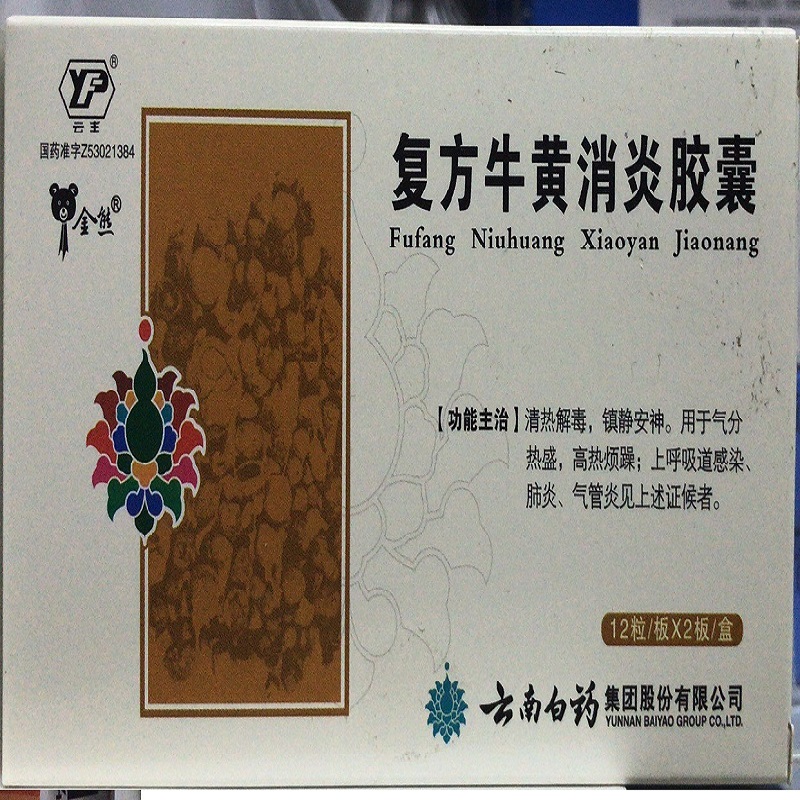 YP®
云丰
国药准字Z53021384
金熊®
复方牛黄消炎胶囊
Fufang Niuhuang Xiaoyan Jiaonang
【功能主治】清热解毒，镇静安神。用于气分
热盛，高热烦躁；上呼吸道感染、
肺炎、气管炎见上述证候者。
12粒/板X2板/盒
云南白药集团股份有限公司
YUNNAN BAIYAO GROUP CO.,LTD.